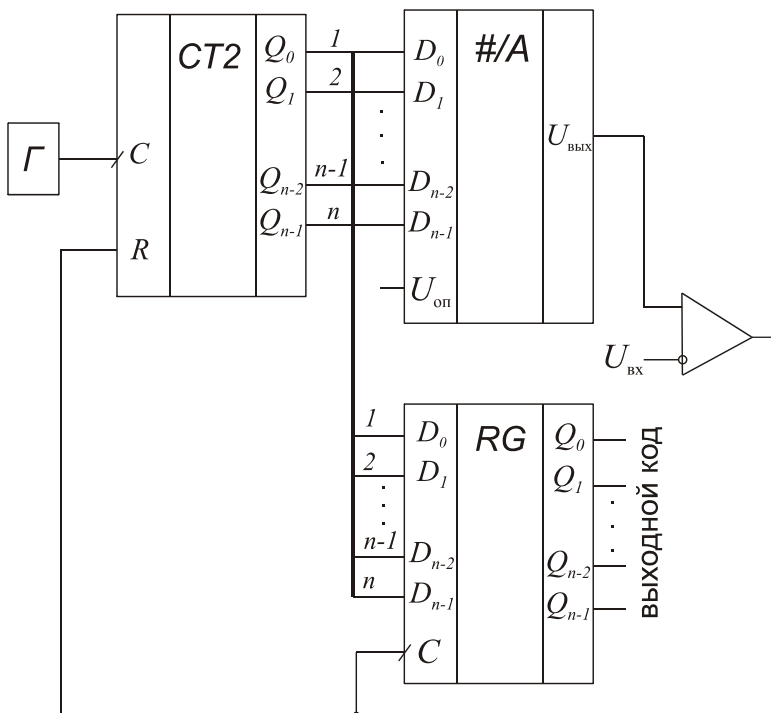 Г
C
R
CT2
Q0
Q1
Qn-2
Qn-1
1
2
n-1
n
D0
D1
Dn-2
Dn-1
Uоп
#/A
Uвых
Uвх
1
2
n-1
n
D0
D1
Dn-2
Dn-1
C
RG
Q0
Q1
Qn-2
Qn-1
выходной код